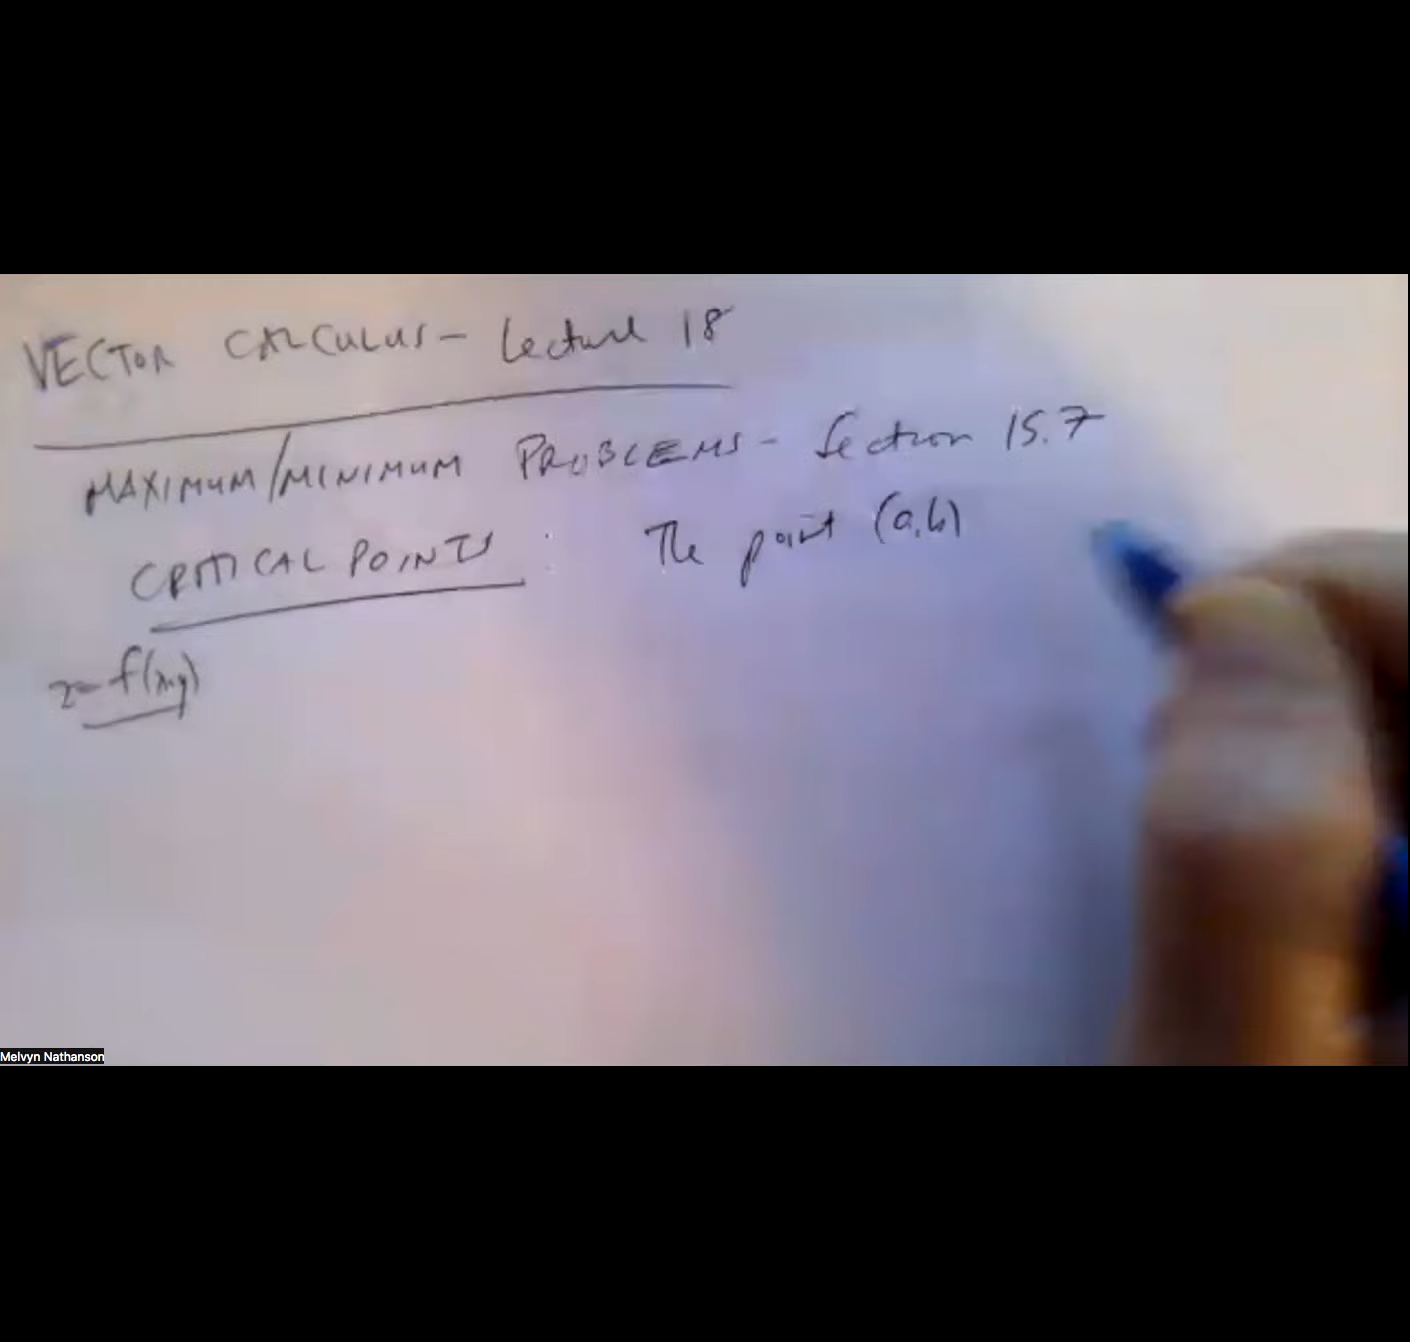 VECTOR CALCULUS - Lecture 18
MAXIMUM/MINIMUM PROBLEMS - Section 15.7
CRITICAL POINTS : The point (a,b)
z=f(x,y)
Melvyn Nathanson